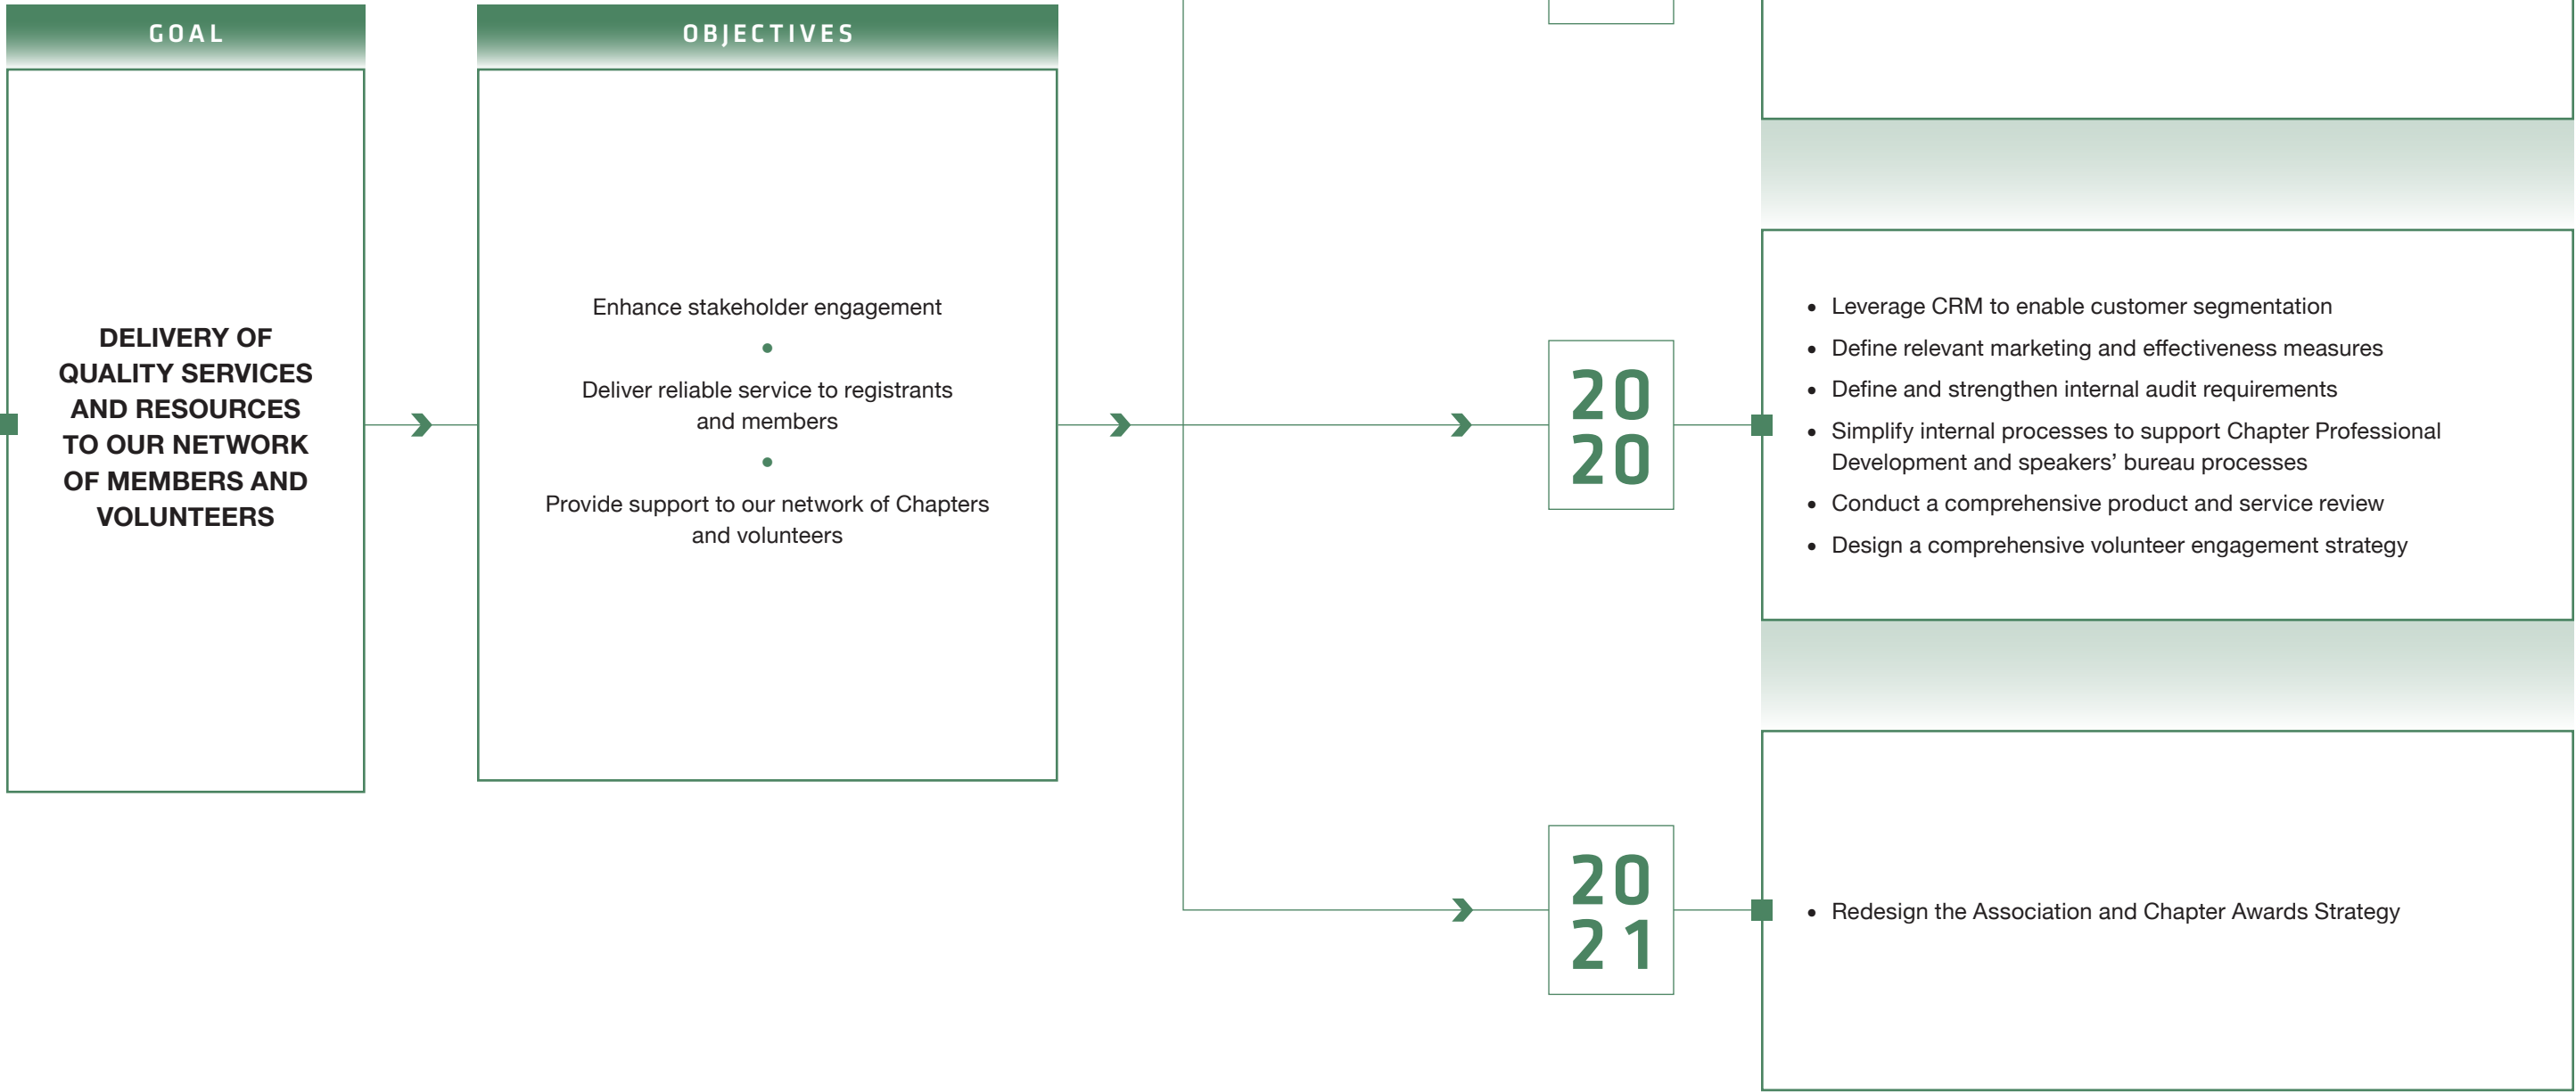 GOAL
DELIVERY OF
QUALITY SERVICES
AND RESOURCES
TO OUR NETWORK
OF MEMBERS AND
VOLUNTEERS
OBJECTIVES
Enhance stakeholder engagement
•
Deliver reliable service to registrants
and members
•
Provide support to our network of Chapters
and volunteers
20
20
• Leverage CRM to enable customer segmentation
• Define relevant marketing and effectiveness measures
• Define and strengthen internal audit requirements
• Simplify internal processes to support Chapter Professional
Development and speakers’ bureau processes
• Conduct a comprehensive product and service review
• Design a comprehensive volunteer engagement strategy
20
21
• Redesign the Association and Chapter Awards Strategy